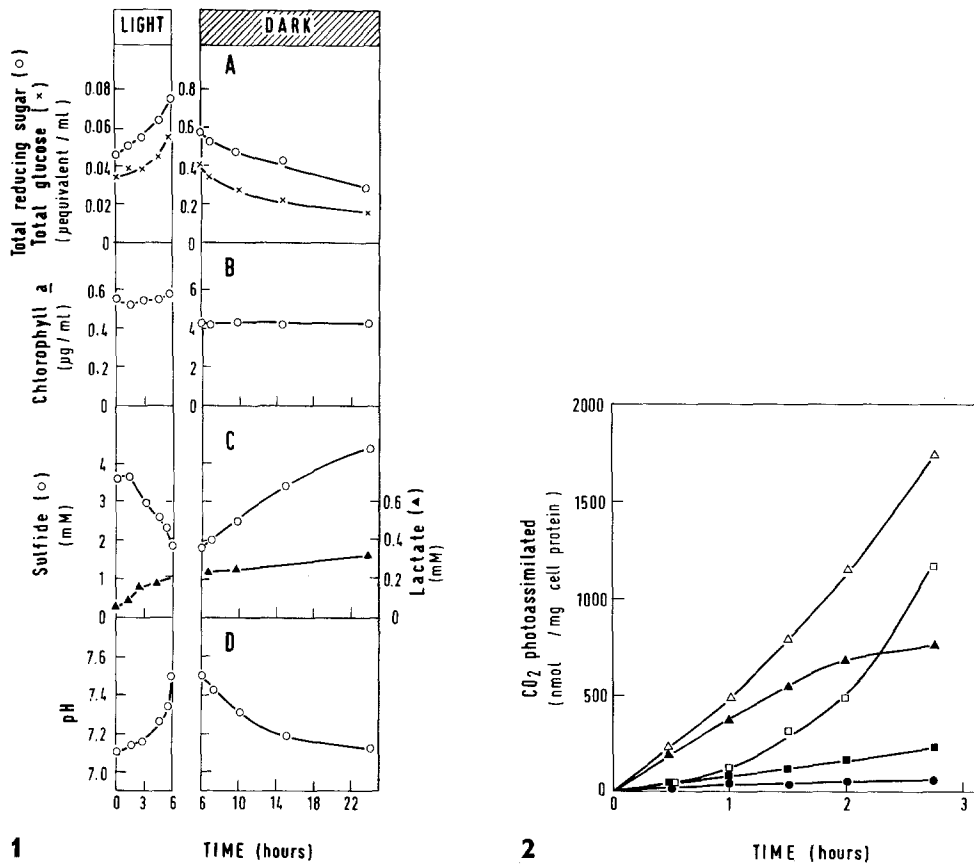 LIGHT
DARK
A
Total reducing sugar (○)
Total glucose (×)
(µequivalent / ml)
0.08
0.06
0.04
0.02
0
0.8
0.6
0.4
0.2
0
B
Chlorophyll a
(µg / ml)
0.6
0.4
0.2
0
6
4
2
0
C
Sulfide (○)
(mM)
4
3
2
1
0
0.6
0.4
0.2
0
Lactate (▲)
(mM)
D
pH
7.6
7.4
7.2
7.0
0
3
6
6
10
14
18
22
1
TIME (hours)
CO2 photoassimilated
(nmol / mg cell protein)
2000
1500
1000
500
0
0
1
2
3
2
TIME (hours)